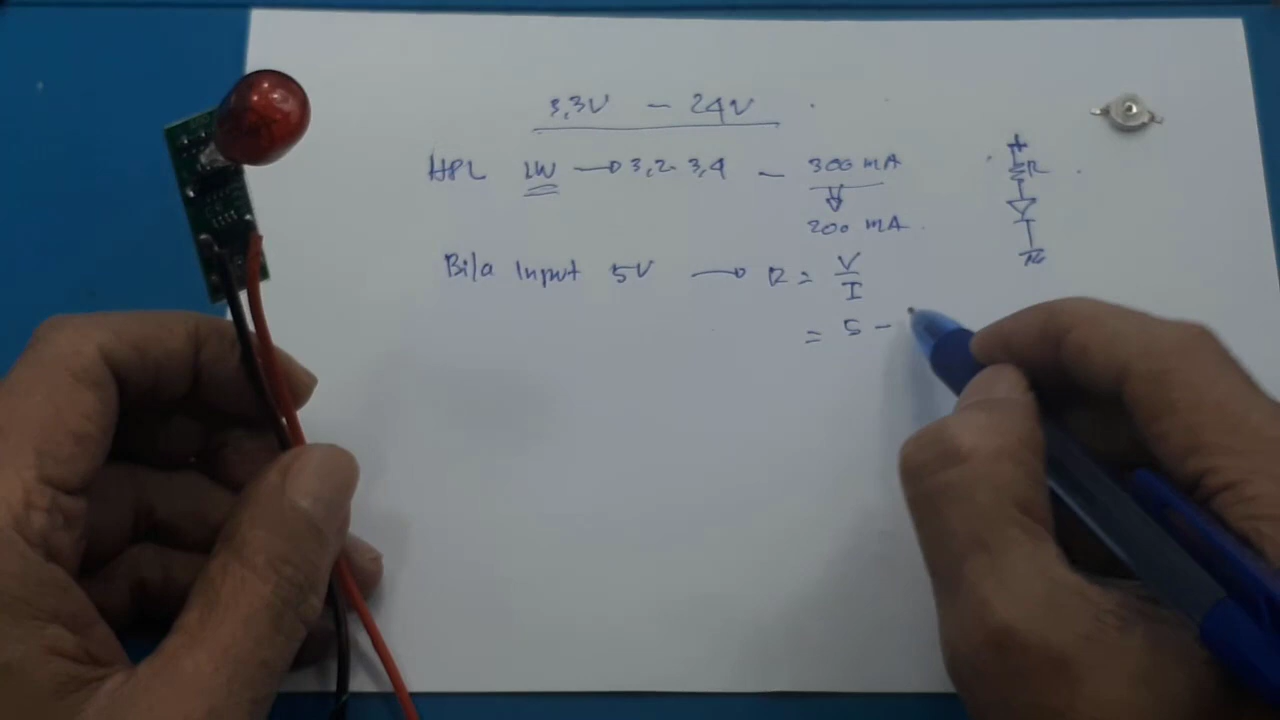 3,3V - 24V
HPL 1W → 3,2 - 3,4 - 300 mA
↓
200 mA
+
R
Bila Input 5V → R = V
I
= 5 -